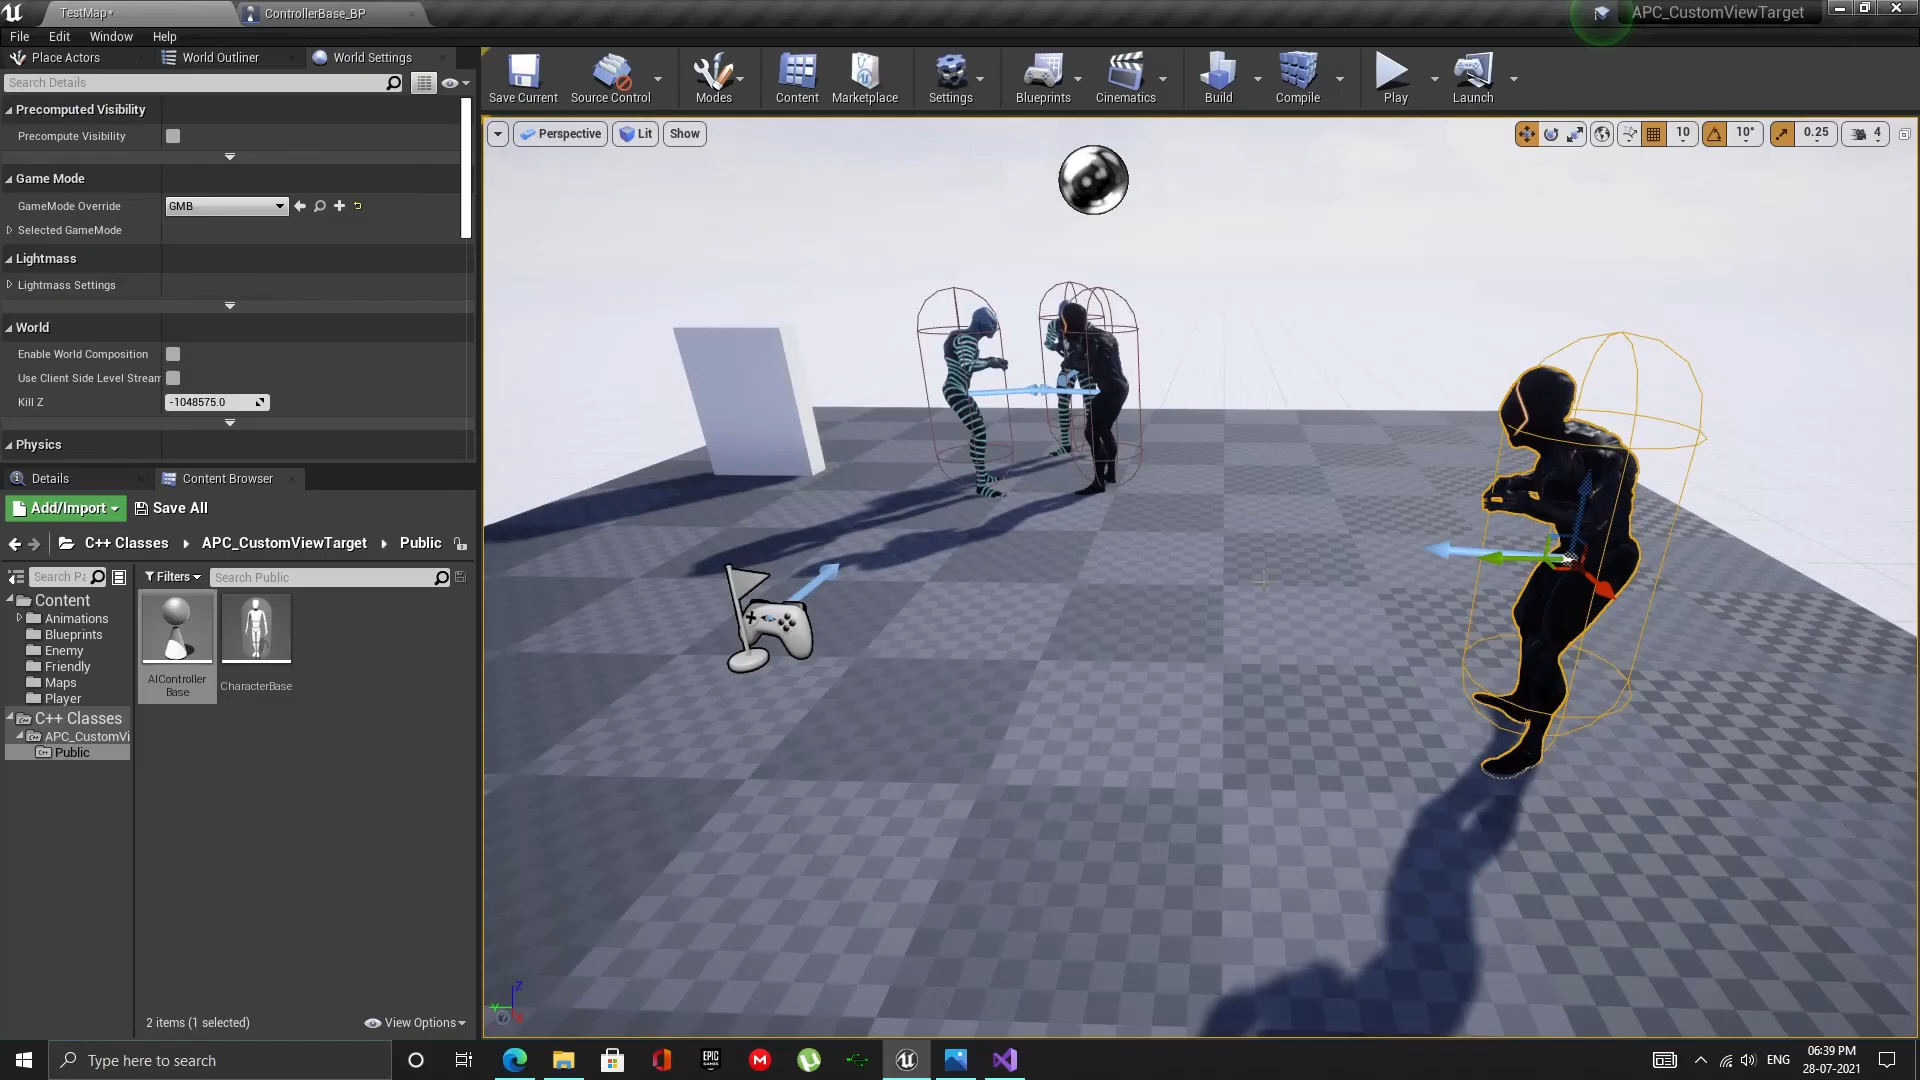 TestMap*
ControllerBase_BP
APC_CustomViewTarget
File
Edit
Window
Help
Place Actors
World Outliner
World Settings
Search Details
Precomputed Visibility
Precompute Visibility
Game Mode
GameMode Override
GMB
Selected GameMode
Lightmass
Lightmass Settings
World
Enable World Composition
Use Client Side Level Stream
Kill Z
-1048575.0
Physics
Save Current
Source Control
Modes
Content
Marketplace
Settings
Blueprints
Cinematics
Build
Compile
Play
Launch
Perspective
Lit
Show
10
10°
0.25
4
Details
Content Browser
Add/Import
Save All
C++ Classes
APC_CustomViewTarget
Public
Search Pa
Filters
Search Public
Content
Animations
Blueprints
Enemy
Friendly
Maps
Player
C++ Classes
APC_CustomVi
Public
AIController
Base
CharacterBase
2 items (1 selected)
View Options
Z
Y
X
Type here to search
EPIC
GAMES
M
ENG
06:39 PM
28-07-2021